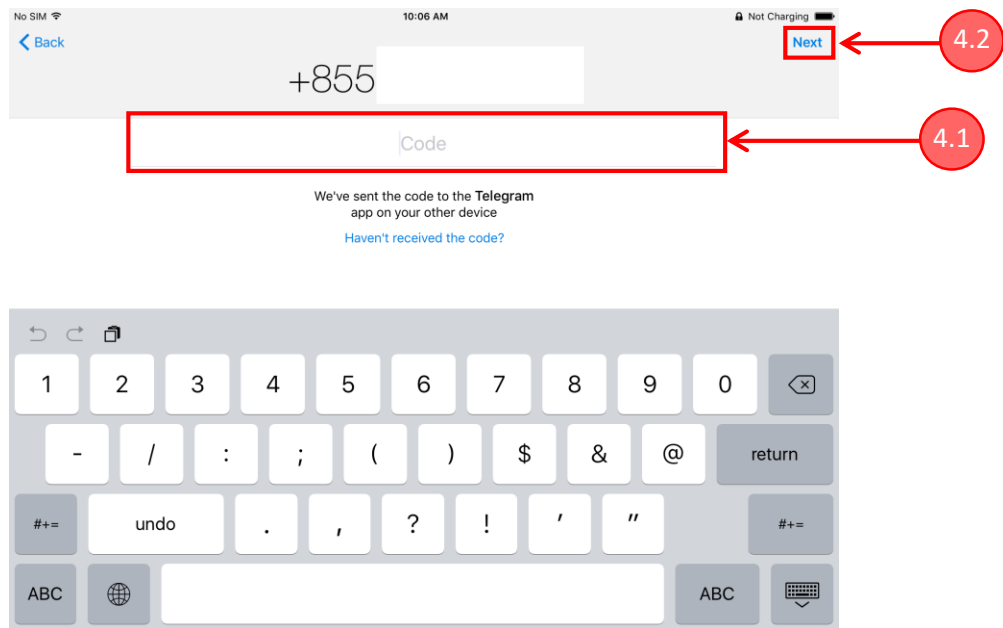 No SIM 10:06 AM Not Charging
Back Next 4.2
+855
Code 4.1
We've sent the code to the Telegram
app on your other device
Haven't received the code?
1 2 3 4 5 6 7 8 9 0
- / : ; ( ) $ & @ return
#+= undo . , ? ! ' " #+=
ABC ABC